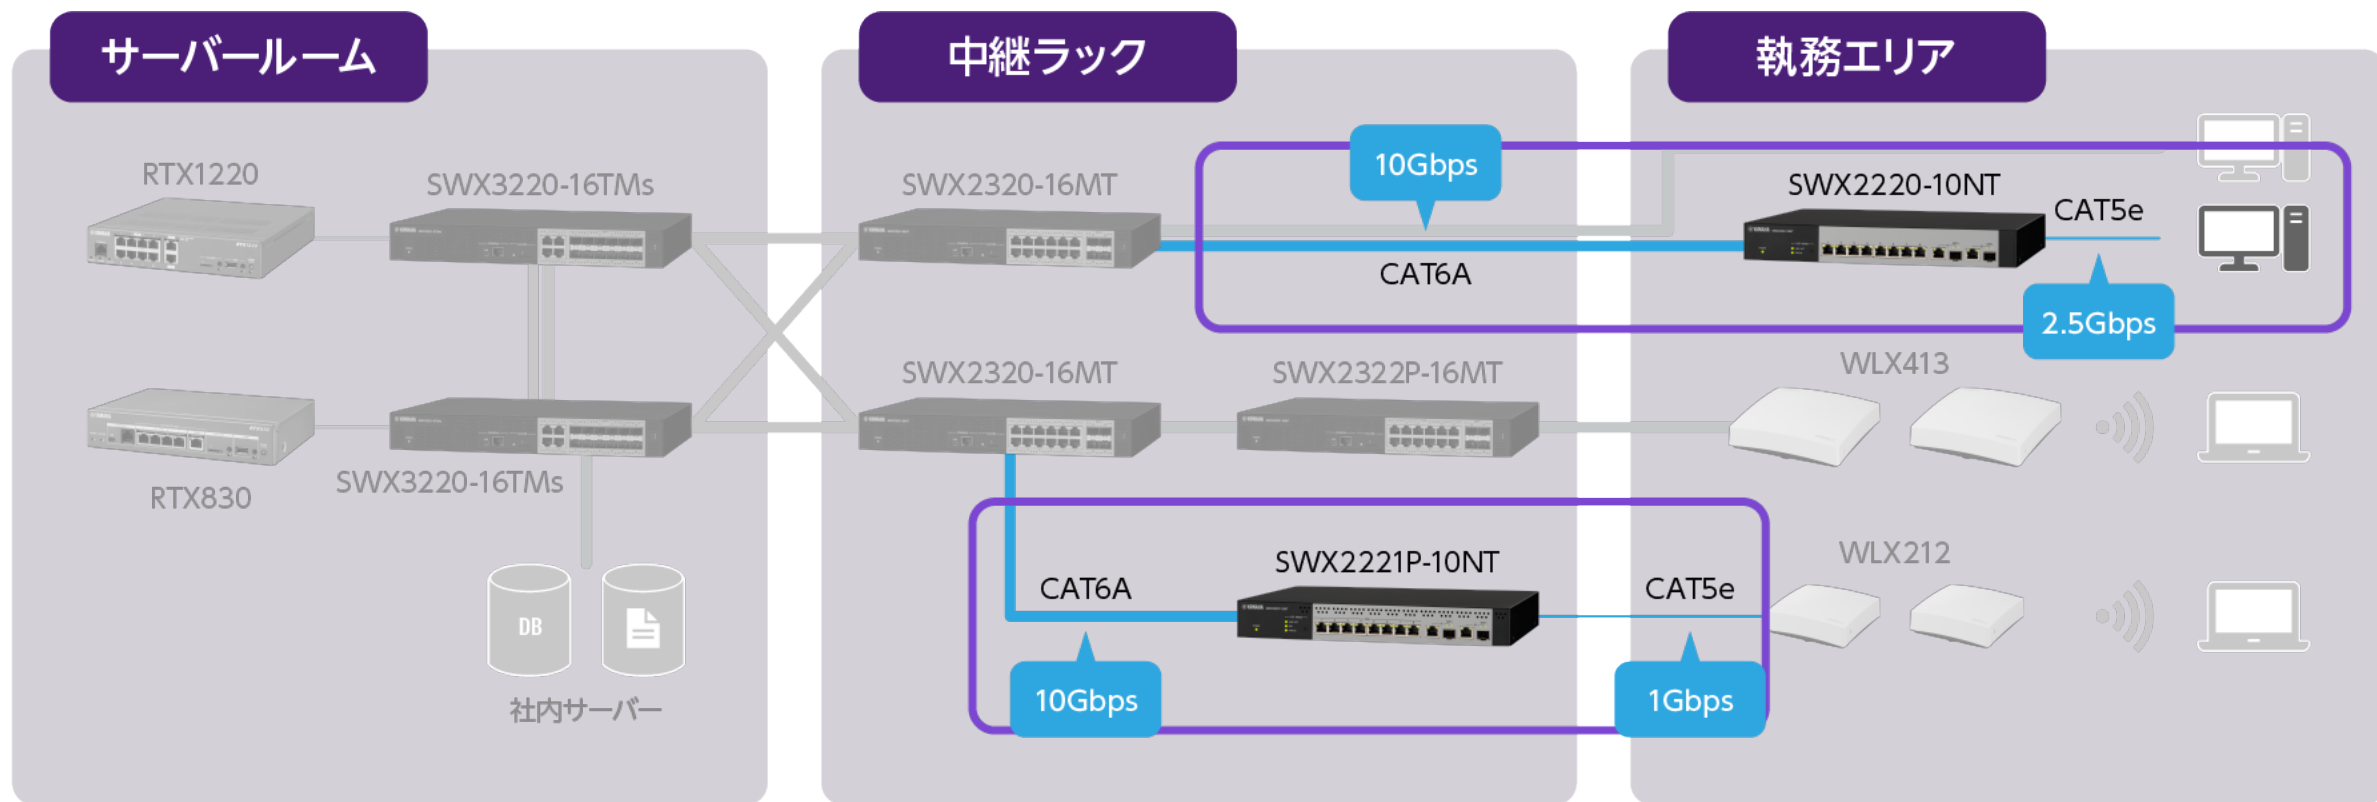 サーバールーム
中継ラック
執務エリア
RTX1220
SWX3220-16TMs
SWX2320-16MT
10Gbps
SWX2220-10NT
CAT5e
CAT6A
2.5Gbps
RTX830
SWX3220-16TMs
SWX2320-16MT
SWX2322P-16MT
WLX413
DB
社内サーバー
CAT6A
SWX2221P-10NT
CAT5e
WLX212
10Gbps
1Gbps